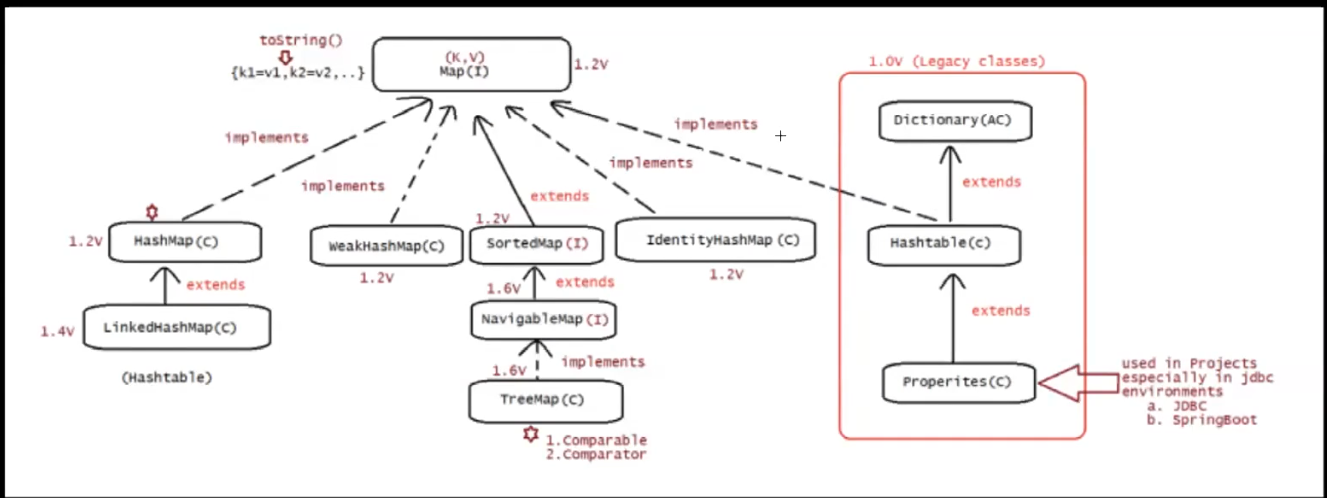 toString()
{k1=v1,k2=v2,..}
(K,V)
Map(I)
1.2V
1.0V (Legacy classes)
Dictionary(AC)
implements
implements
implements
implements
extends
extends
1.2V
HashMap(C)
WeakHashMap(C)
1.2V
1.2V
SortedMap(I)
IdentityHashMap(C)
1.2V
Hashtable(C)
extends
1.4V
LinkedHashMap(C)
(Hashtable)
extends
1.6V
NavigableMap(I)
implements
1.6V
TreeMap(C)
1.Comparable
2.Comparator
extends
Properites(C)
used in Projects
especially in jdbc
environments
a. JDBC
b. SpringBoot